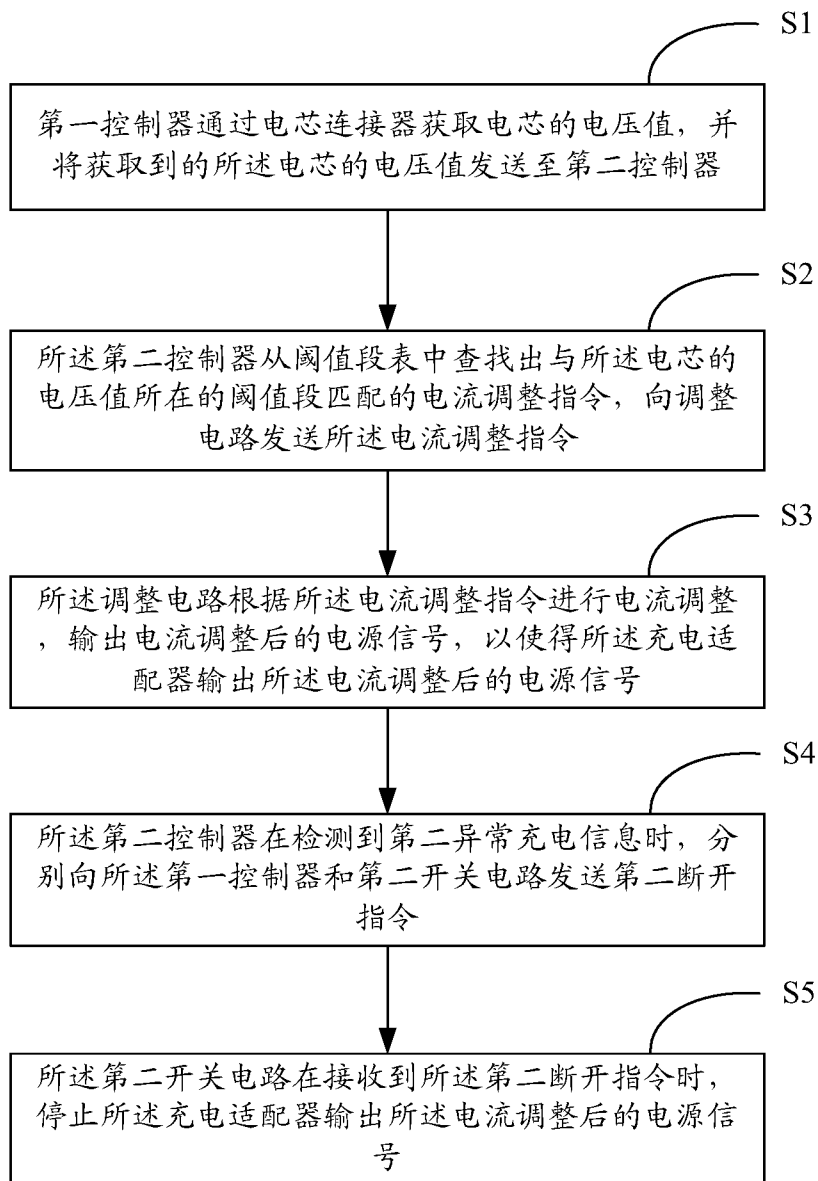 S1
第一控制器通过电芯连接器获取电芯的电压值，并
将获取到的所述电芯的电压值发送至第二控制器
S2
所述第二控制器从阈值段表中查找出与所述电芯的
电压值所在的阈值段匹配的电流调整指令，向调整
电路发送所述电流调整指令
S3
所述调整电路根据所述电流调整指令进行电流调整
，输出电流调整后的电源信号，以使得所述充电适
配器输出所述电流调整后的电源信号
S4
所述第二控制器在检测到第二异常充电信息时，分
别向所述第一控制器和第二开关电路发送第二断开
指令
S5
所述第二开关电路在接收到所述第二断开指令时，
停止所述充电适配器输出所述电流调整后的电源信
号